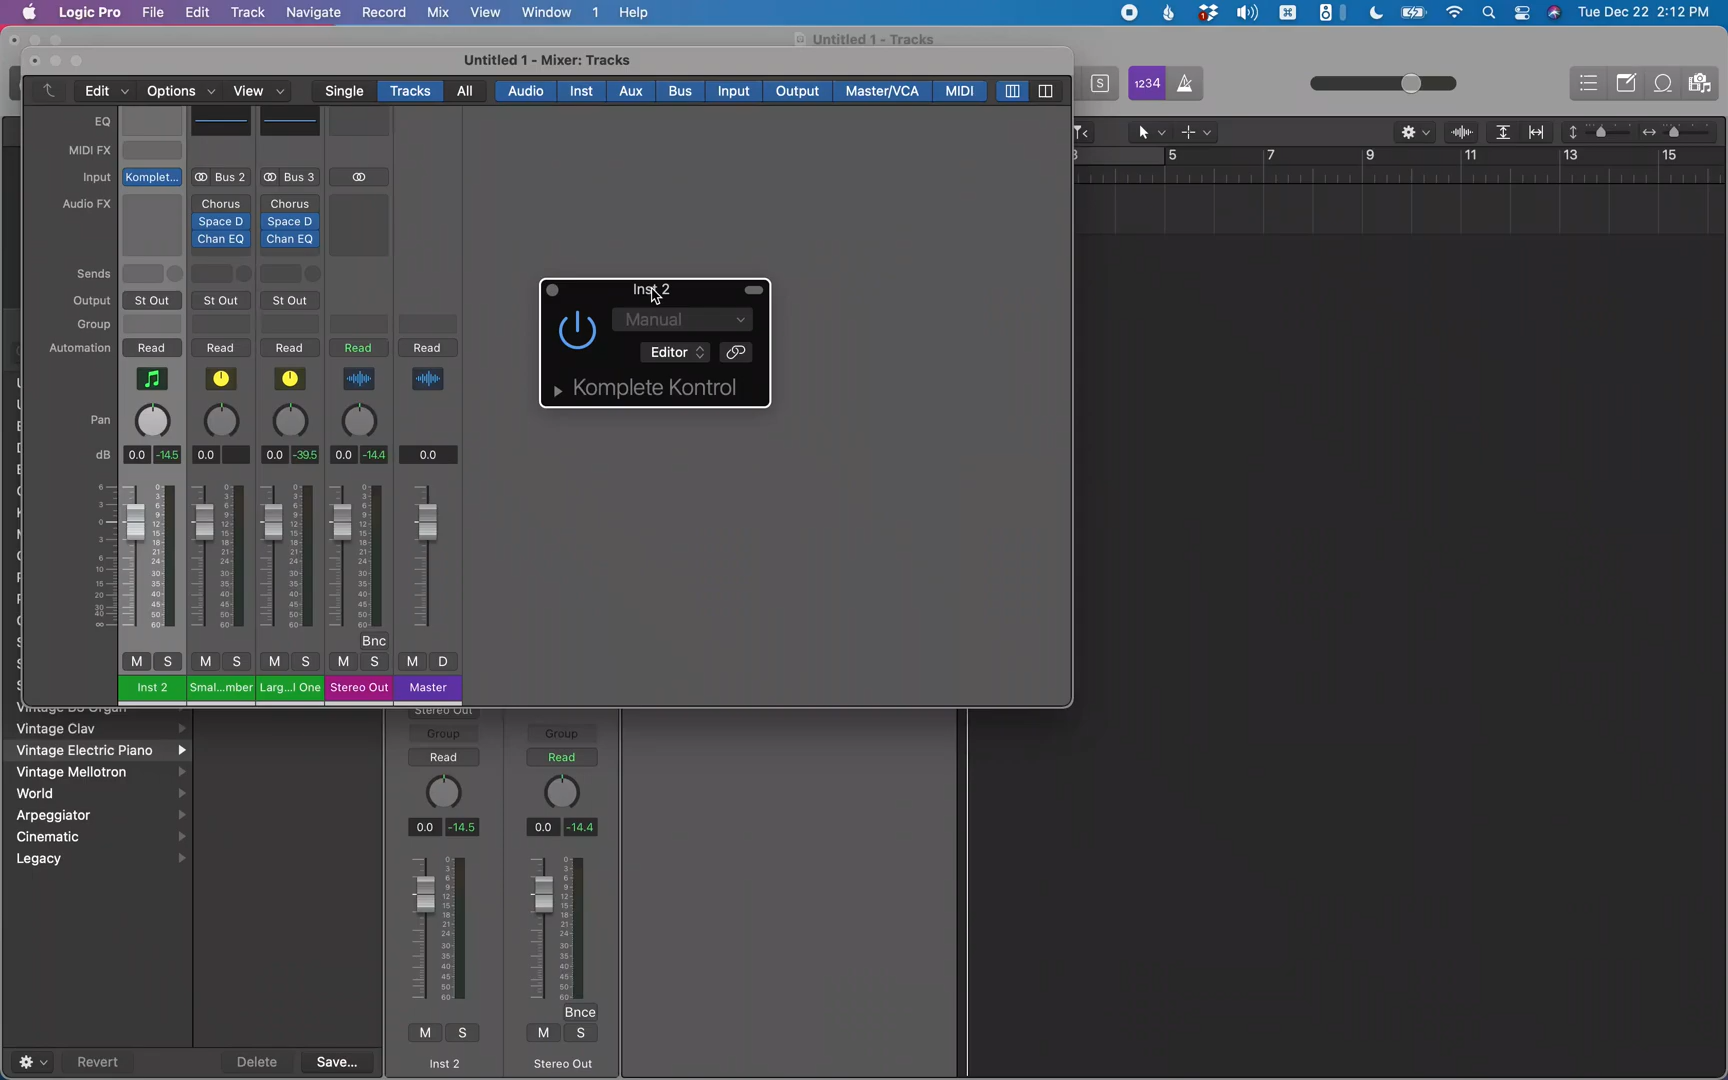 Logic Pro File Edit Track Navigate Record Mix View Window 1 Help Tue Dec 22 2:12 PM
Untitled 1 - Tracks
Untitled 1 - Mixer: Tracks
Edit Options View Single Tracks All Audio Inst Aux Bus Input Output Master/VCA MIDI S 1234
5 7 9 11 13 15
EQ
MIDI FX
Input Komplet... Bus 2 Bus 3
Audio FX Chorus Chorus
Space D Space D
Chan EQ Chan EQ
Sends
Output St Out St Out St Out
Group
Automation Read Read Read Read Read
Pan
dB 0.0 -14.5 0.0 0.0 -39.5 0.0 -14.4 0.0
Inst 2
Manual
Editor
Komplete Kontrol
Bnc
M S M S M S M S M D
Inst 2 Smal...mber Larg...l One Stereo Out Master
Vintage Clav
Vintage Electric Piano
Vintage Mellotron
World
Arpeggiator
Cinematic
Legacy
Stereo Out
Group Group
Read Read
0.0 -14.5 0.0 -14.4
Bnce
M S M S
Inst 2 Stereo Out
Revert Delete Save...